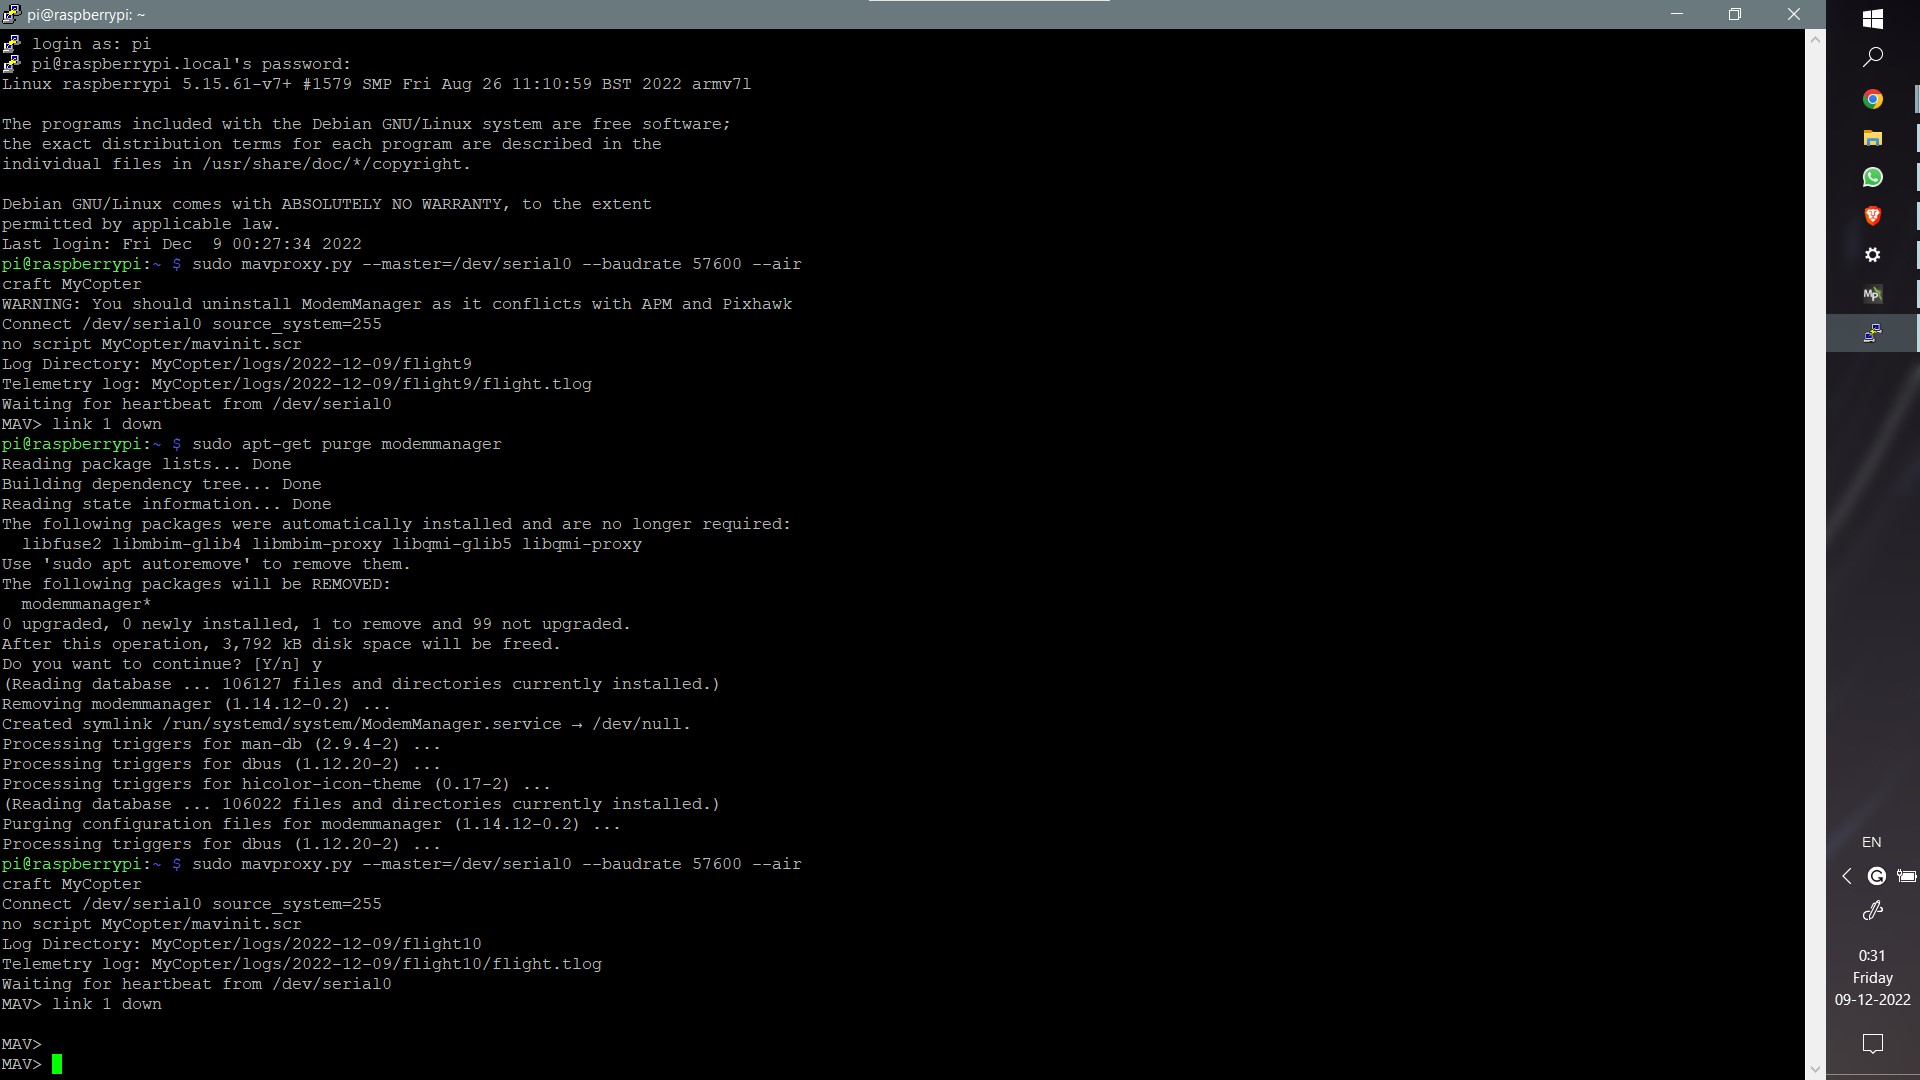 pi@raspberrypi: ~
login as: pi
pi@raspberrypi.local's password:
Linux raspberrypi 5.15.61-v7+ #1579 SMP Fri Aug 26 11:10:59 BST 2022 armv7l
The programs included with the Debian GNU/Linux system are free software;
the exact distribution terms for each program are described in the
individual files in /usr/share/doc/*/copyright.
Debian GNU/Linux comes with ABSOLUTELY NO WARRANTY, to the extent
permitted by applicable law.
Last login: Fri Dec  9 00:27:34 2022
pi@raspberrypi:~ $ sudo mavproxy.py --master=/dev/serial0 --baudrate 57600 --air
craft MyCopter
WARNING: You should uninstall ModemManager as it conflicts with APM and Pixhawk
Connect /dev/serial0 source_system=255
no script MyCopter/mavinit.scr
Log Directory: MyCopter/logs/2022-12-09/flight9
Telemetry log: MyCopter/logs/2022-12-09/flight9/flight.tlog
Waiting for heartbeat from /dev/serial0
MAV> link 1 down
pi@raspberrypi:~ $ sudo apt-get purge modemmanager
Reading package lists... Done
Building dependency tree... Done
Reading state information... Done
The following packages were automatically installed and are no longer required:
  libfuse2 libmbim-glib4 libmbim-proxy libqmi-glib5 libqmi-proxy
Use 'sudo apt autoremove' to remove them.
The following packages will be REMOVED:
  modemmanager*
0 upgraded, 0 newly installed, 1 to remove and 99 not upgraded.
After this operation, 3,792 kB disk space will be freed.
Do you want to continue? [Y/n] y
(Reading database ... 106127 files and directories currently installed.)
Removing modemmanager (1.14.12-0.2) ...
Created symlink /run/systemd/system/ModemManager.service → /dev/null.
Processing triggers for man-db (2.9.4-2) ...
Processing triggers for dbus (1.12.20-2) ...
Processing triggers for hicolor-icon-theme (0.17-2) ...
(Reading database ... 106022 files and directories currently installed.)
Purging configuration files for modemmanager (1.14.12-0.2) ...
Processing triggers for dbus (1.12.20-2) ...
pi@raspberrypi:~ $ sudo mavproxy.py --master=/dev/serial0 --baudrate 57600 --air
craft MyCopter
Connect /dev/serial0 source_system=255
no script MyCopter/mavinit.scr
Log Directory: MyCopter/logs/2022-12-09/flight10
Telemetry log: MyCopter/logs/2022-12-09/flight10/flight.tlog
Waiting for heartbeat from /dev/serial0
MAV> link 1 down
MAV>
MAV>
Mp
EN
0:31
Friday
09-12-2022